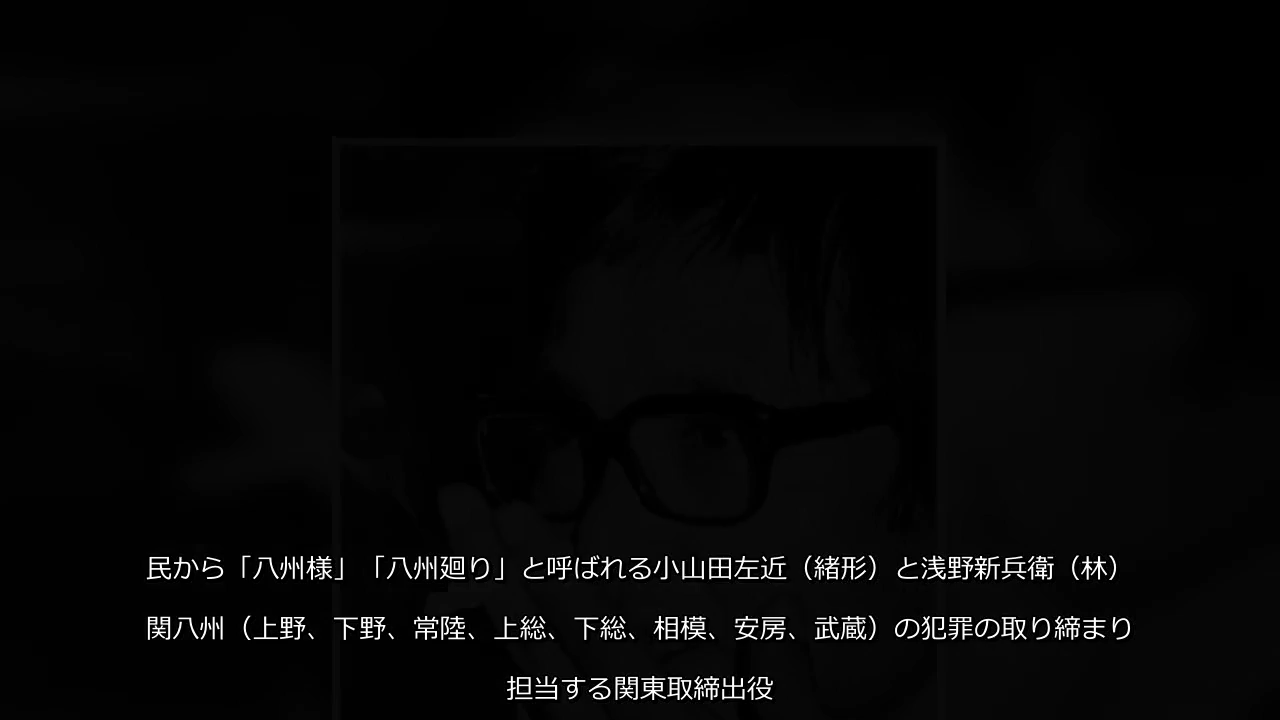 民から「八州様」「八州廻り」と呼ばれる小山田左近（緒形）と浅野新兵衛（林）
関八州（上野、下野、常陸、上総、下総、相模、安房、武蔵）の犯罪の取り締まり
担当する関東取締出役